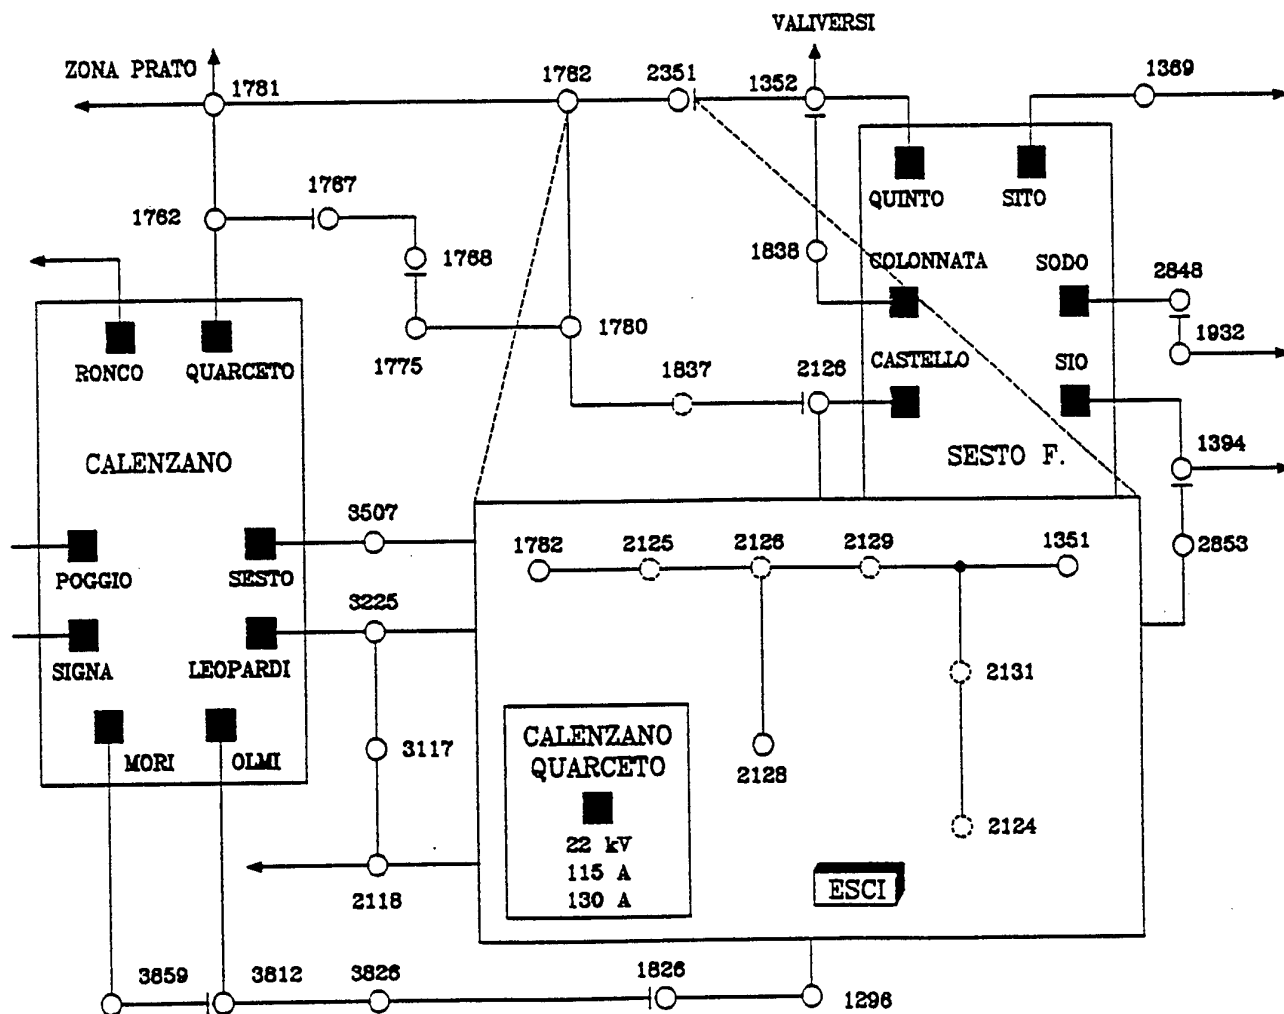 VALIVERSI
ZONA PRATO
1781
1782
2351
1352
1369
1767
1762
QUINTO
SITO
1768
1838
COLONNATA
SODO
2848
1780
1932
RONCO
QUARCETO
1775
1837
2126
CASTELLO
SIO
CALENZANO
SESTO F.
1394
3507
1782
2125
2126
2129
1351
2853
POGGIO
SESTO
3225
SIGNA
LEOPARDI
2131
3117
CALENZANO
QUARCETO
MORI
OLMI
2128
2124
22 kV
115 A
130 A
ESCI
2118
3859
3812
3826
1826
1296